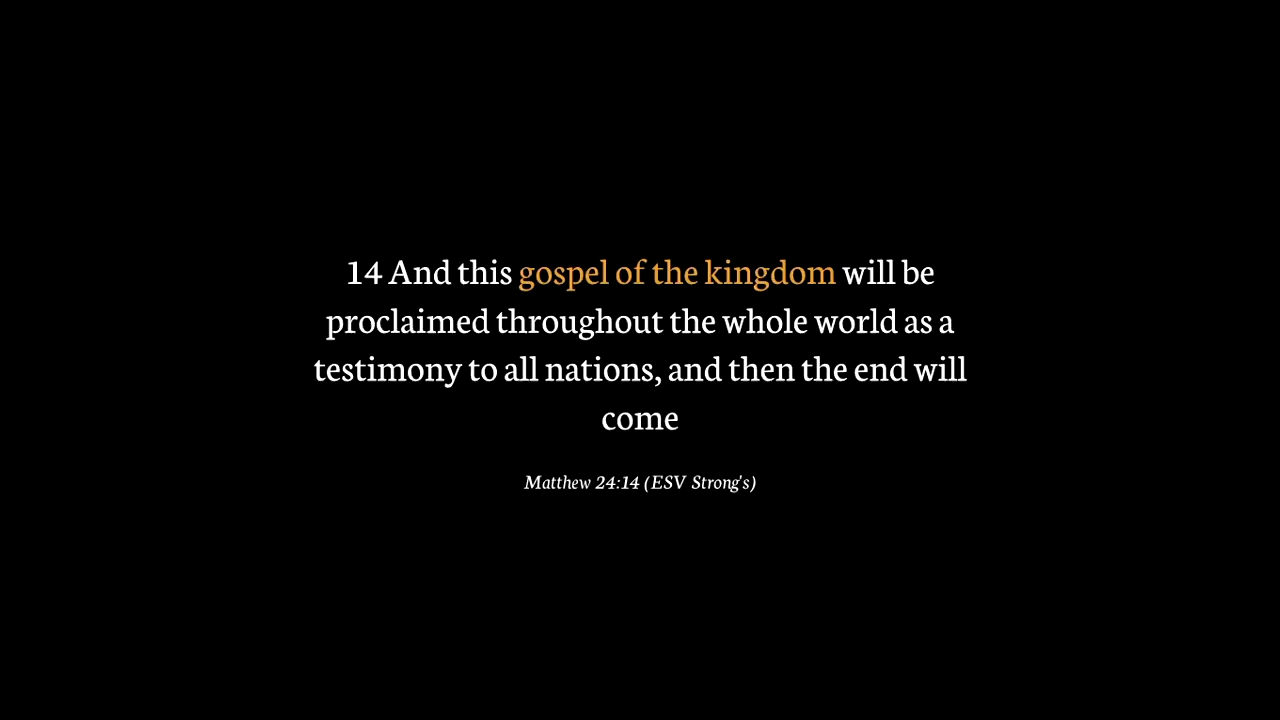 14 And this gospel of the kingdom will be
proclaimed throughout the whole world as a
testimony to all nations, and then the end will
come
Matthew 24:14 (ESV Strong's)